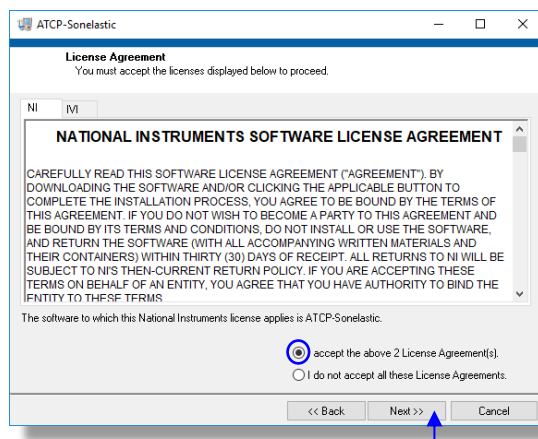 ATCP-Sonelastic
License Agreement
You must accept the licenses displayed below to proceed.
NI IVI
NATIONAL INSTRUMENTS SOFTWARE LICENSE AGREEMENT
CAREFULLY READ THIS SOFTWARE LICENSE AGREEMENT ("AGREEMENT"). BY
DOWNLOADING THE SOFTWARE AND/OR CLICKING THE APPLICABLE BUTTON TO
COMPLETE THE INSTALLATION PROCESS, YOU AGREE TO BE BOUND BY THE TERMS OF
THIS AGREEMENT. IF YOU DO NOT WISH TO BECOME A PARTY TO THIS AGREEMENT AND
BE BOUND BY ITS TERMS AND CONDITIONS, DO NOT INSTALL OR USE THE SOFTWARE,
AND RETURN THE SOFTWARE (WITH ALL ACCOMPANYING WRITTEN MATERIALS AND
THEIR CONTAINERS) WITHIN THIRTY (30) DAYS OF RECEIPT. ALL RETURNS TO NI WILL BE
SUBJECT TO NI'S THEN-CURRENT RETURN POLICY. IF YOU ARE ACCEPTING THESE
TERMS ON BEHALF OF AN ENTITY, YOU AGREE THAT YOU HAVE AUTHORITY TO BIND THE
ENTITY TO THESE TERMS.
The software to which this National Instruments license applies is ATCP-Sonelastic.
accept the above 2 License Agreement(s).
I do not accept all these License Agreements.
<< Back Next >> Cancel